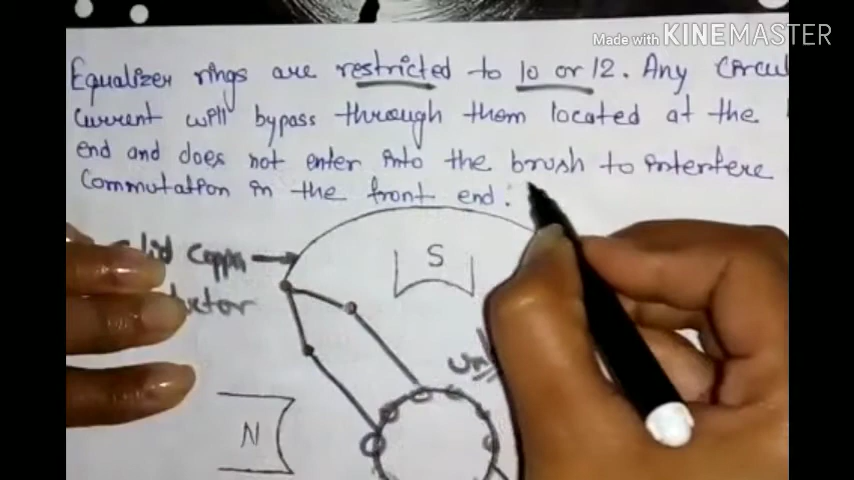 Made with KINEMASTER
Equalizer rings are restricted to 10 or 12. Any
current will bypass through them located at the
end and does not enter into the brush to interfere
Commutation in the front end.
S
N